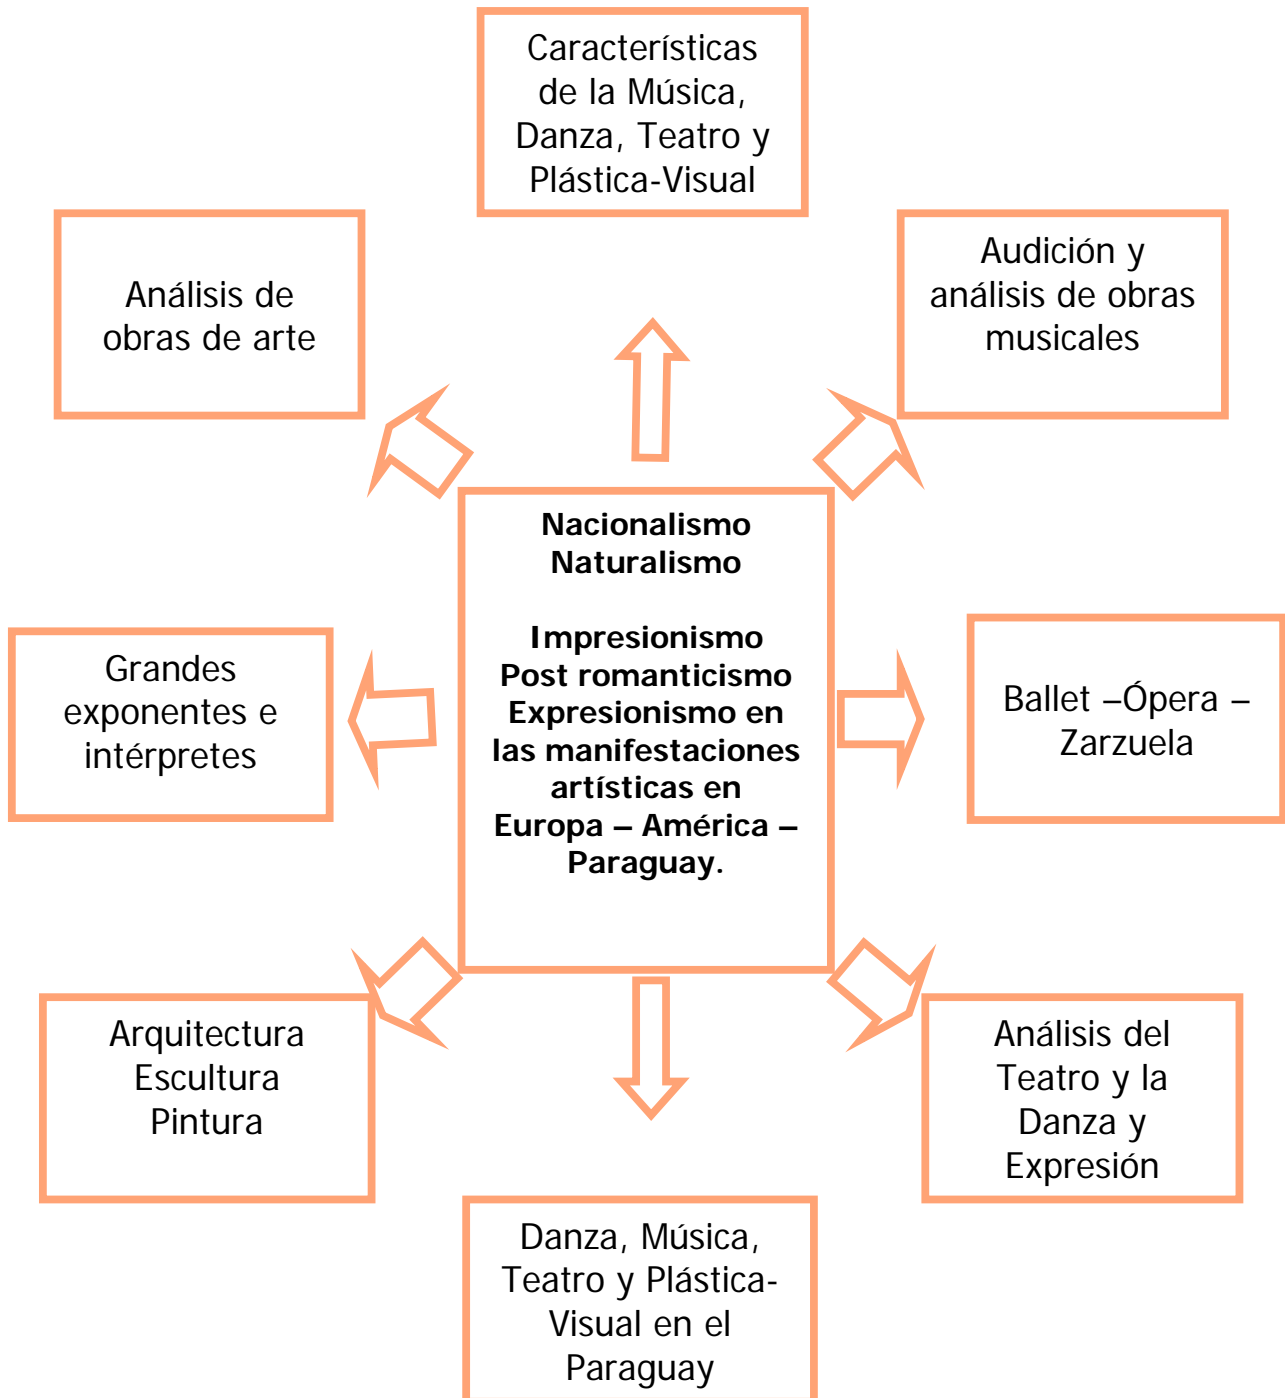 Características
de la Música,
Danza, Teatro y
Plástica-Visual
Análisis de
obras de arte
Audición y
análisis de obras
musicales
Nacionalismo
Naturalismo
Impresionismo
Post romanticismo
Expresionismo en
las manifestaciones
artísticas en
Europa – América –
Paraguay.
Grandes
exponentes e
intérpretes
Ballet –Ópera –
Zarzuela
Arquitectura
Escultura
Pintura
Análisis del
Teatro y la
Danza y
Expresión
Danza, Música,
Teatro y Plástica-
Visual en el
Paraguay